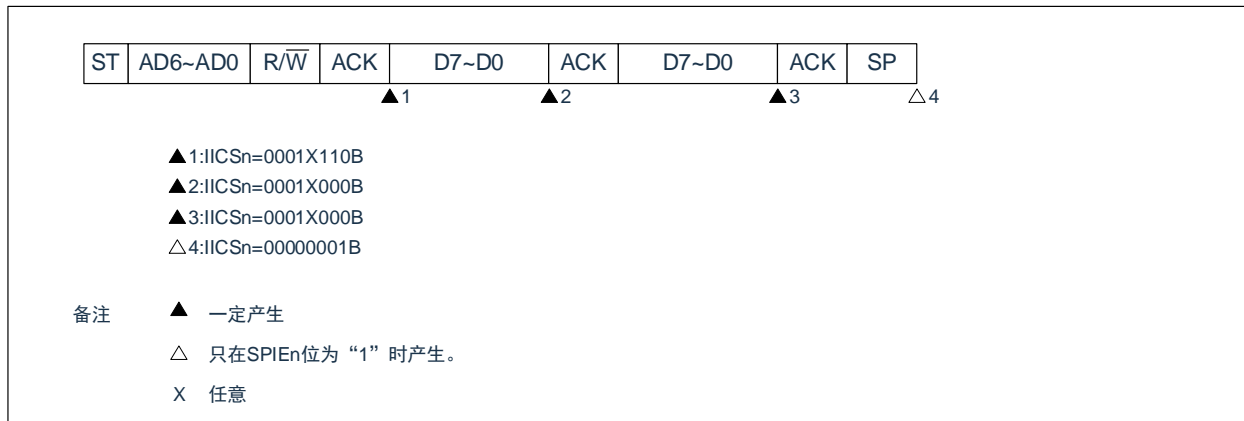 ST AD6~AD0 R/W̅ ACK D7~D0 ACK D7~D0 ACK SP
▲1 ▲2 ▲3 △4
▲1:IICSn=0001X110B
▲2:IICSn=0001X000B
▲3:IICSn=0001X000B
△4:IICSn=00000001B
备注 ▲ 一定产生
△ 只在SPIEn位为“1”时产生。
X 任意